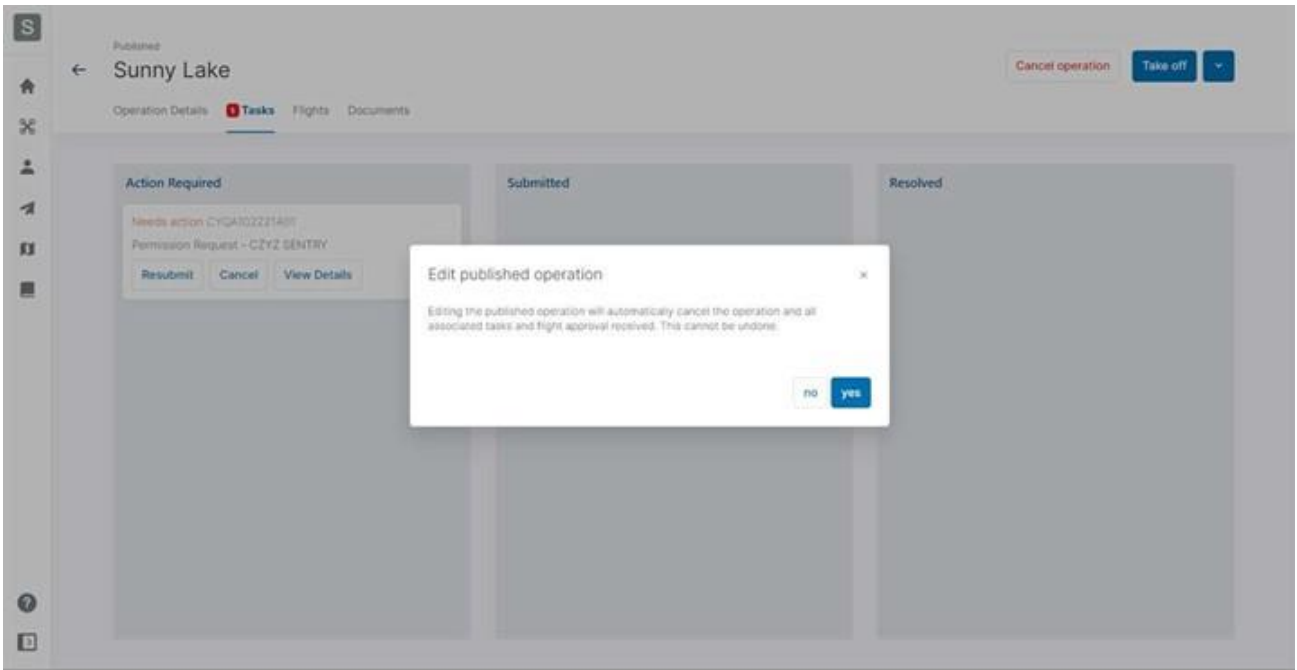 S
Published
Sunny Lake
Cancel operation
Take off
Operation Details
Tasks
Flights
Documents
Action Required
Submitted
Resolved
Needs action
Permission Request - CZYZ SENTRY
Resubmit
Cancel
View Details
Edit published operation
Editing the published operation will automatically cancel the operation and all
associated tasks and flight approval received. This cannot be undone.
no
yes